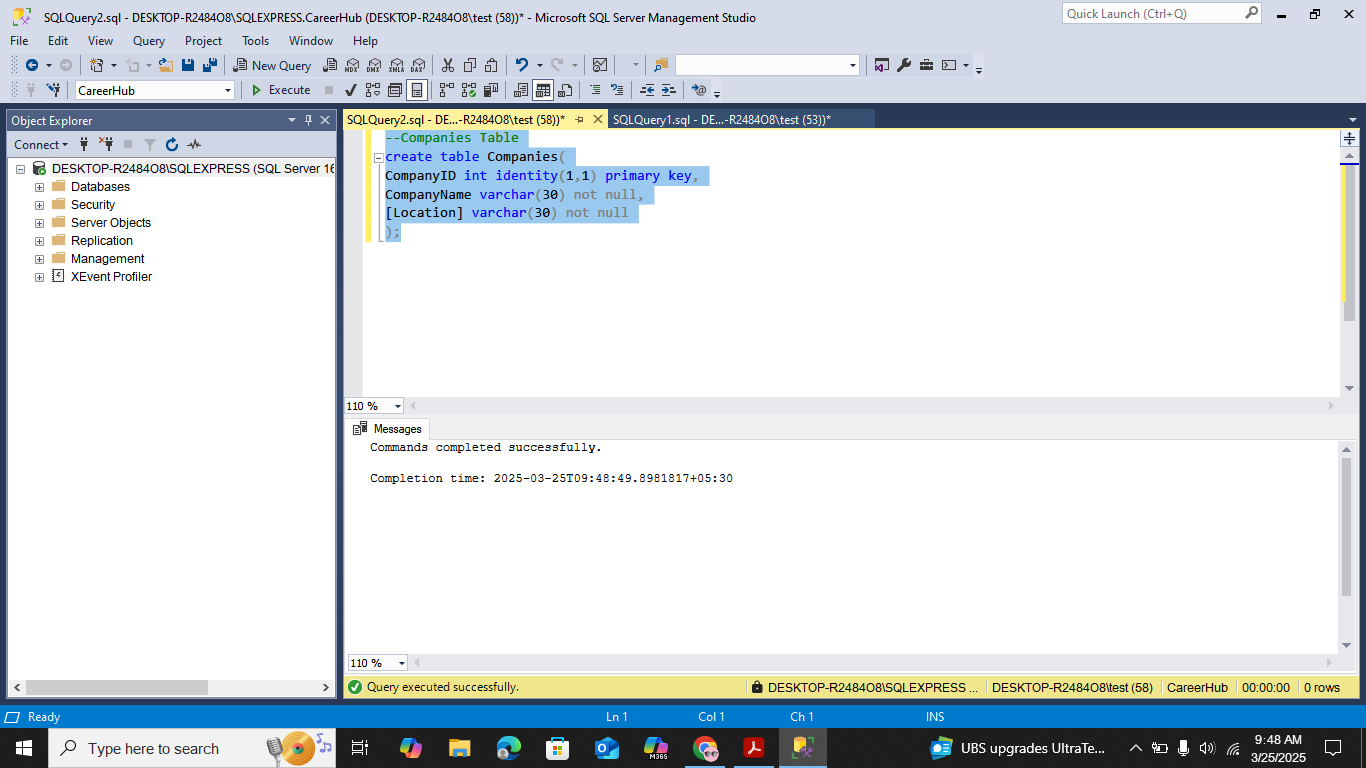 SQLQuery2.sql - DESKTOP-R2484O8\SQLEXPRESS.CareerHub (DESKTOP-R2484O8\test (58))* - Microsoft SQL Server Management Studio
Quick Launch (Ctrl+Q)
File Edit View Query Project Tools Window Help
New Query MDX DMX XMLA DAX
CareerHub Execute
Object Explorer
SQLQuery2.sql - DE...-R2484O8\test (58))* SQLQuery1.sql - DE...-R2484O8\test (53))*
Connect
DESKTOP-R2484O8\SQLEXPRESS (SQL Server 16
Databases
Security
Server Objects
Replication
Management
XEvent Profiler
--Companies Table
create table Companies(
CompanyID int identity(1,1) primary key,
CompanyName varchar(30) not null,
[Location] varchar(30) not null
);
110 %
Messages
Commands completed successfully.
Completion time: 2025-03-25T09:48:49.8981817+05:30
110 %
Query executed successfully. DESKTOP-R2484O8\SQLEXPRESS ... DESKTOP-R2484O8\test (58) CareerHub 00:00:00 0 rows
Ready Ln 1 Col 1 Ch 1 INS
Type here to search M365 UBS upgrades UltraTe... 9:48 AM
3/25/2025